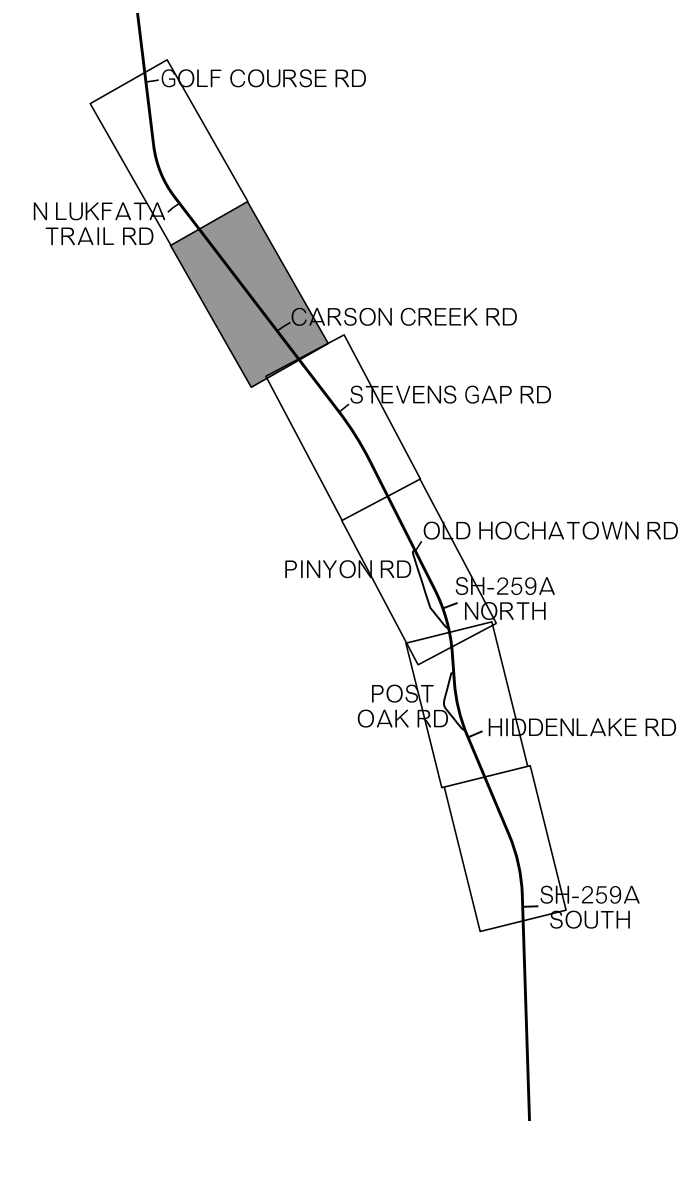 GOLF COURSE RD
N LUKFATA
TRAIL RD
CARSON CREEK RD
STEVENS GAP RD
OLD HOCHATOWN RD
PINYON RD
SH-259A
NORTH
POST
OAK RD
HIDDENLAKE RD
SH-259A
SOUTH